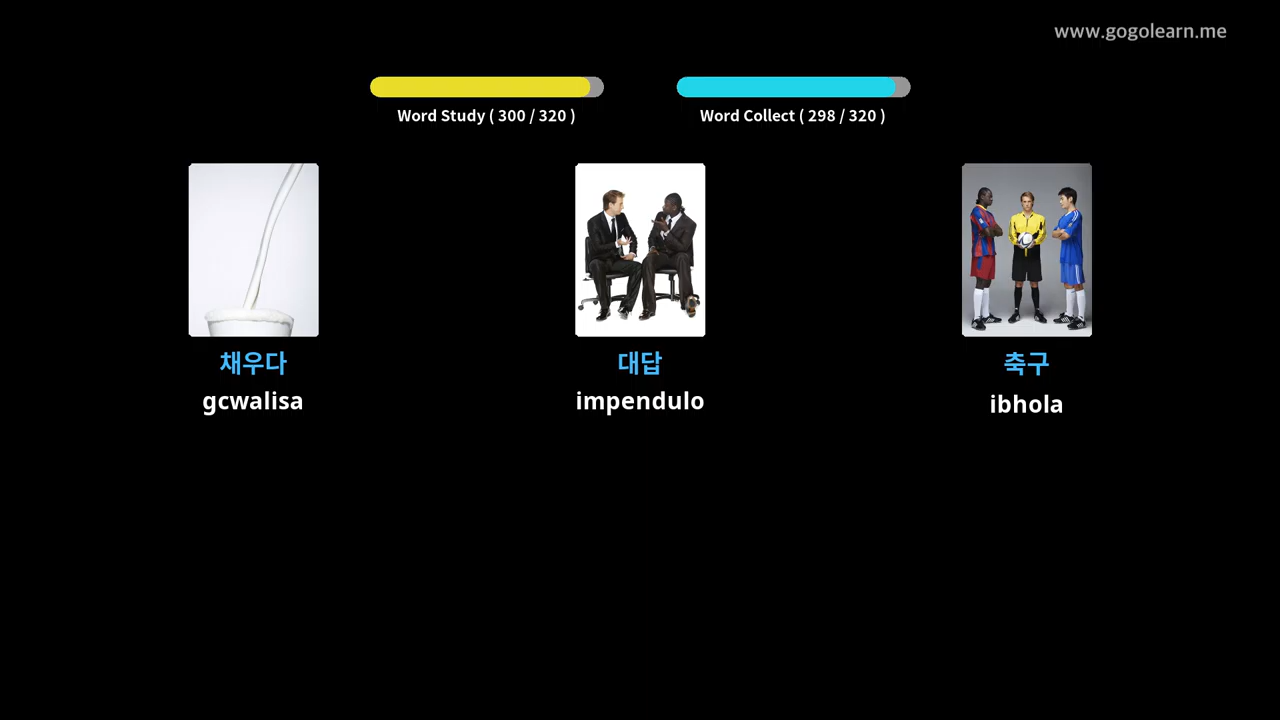 www.gogolearn.me
Word Study ( 300 / 320 )
Word Collect ( 298 / 320 )
채우다
gcwalisa
대답
impendulo
축구
ibhola